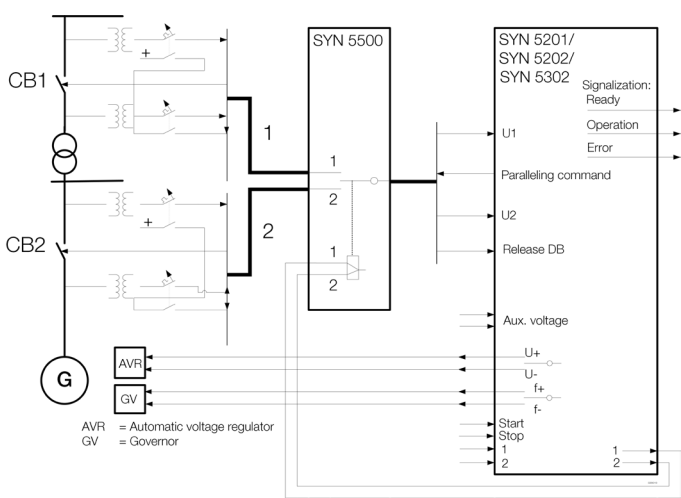 SYN 5500
SYN 5201/
SYN 5202/
SYN 5302
Signalization:
Ready
Operation
Error
CB1
+
1
1
2
U1
Paralleling command
U2
Release DB
CB2
+
2
1
2
Aux. voltage
AVR
U+
U-
G
GV
f+
f-
AVR = Automatic voltage regulator
GV = Governor
Start
Stop
1
2
1
2